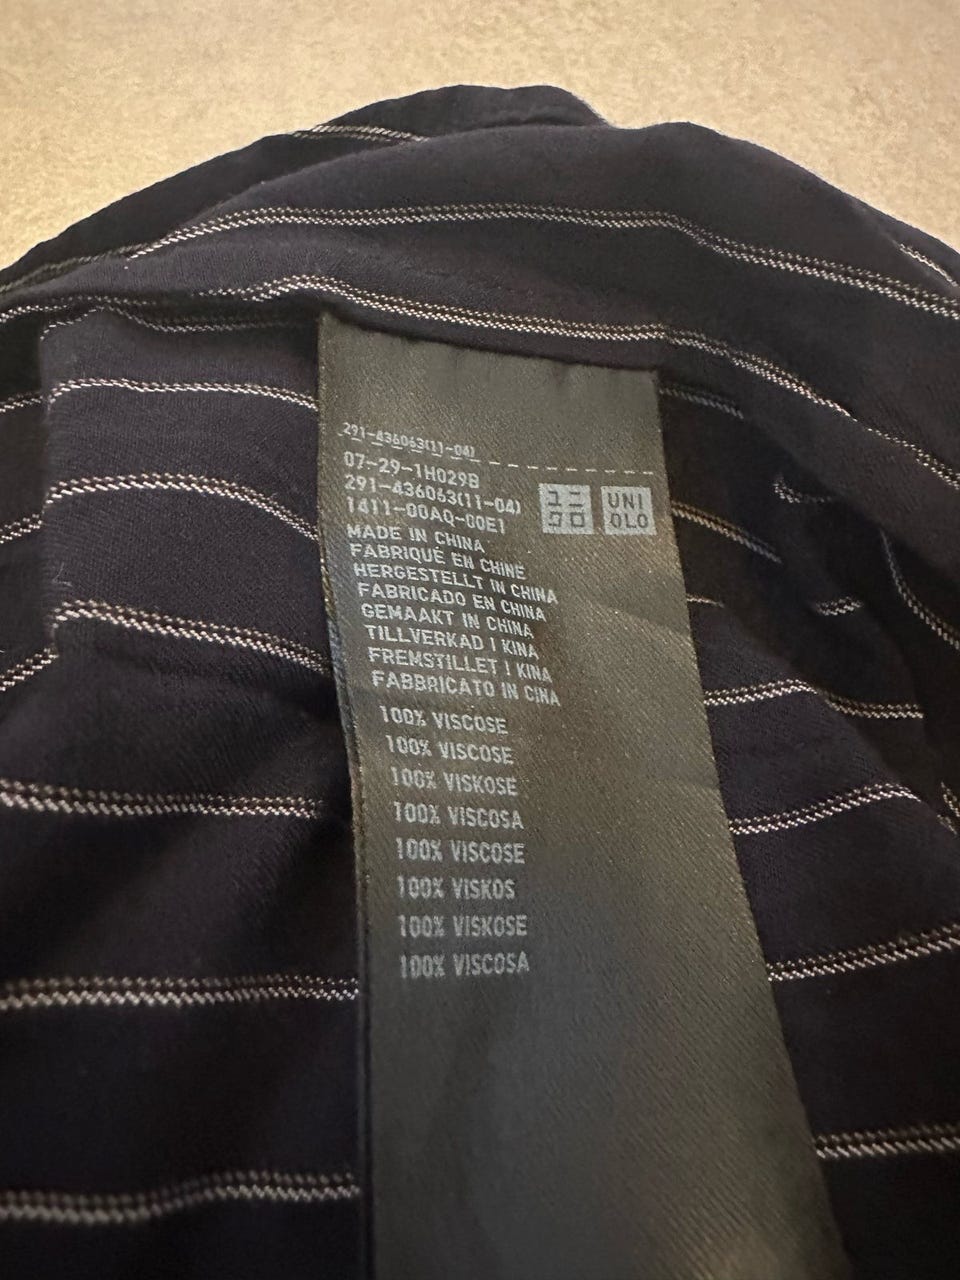 291-436063(11-04)
07-29-1H029B
291-436063(11-04)
1411-00AQ-00E1
ユニ
クロ
UNI
QLO
MADE IN CHINA
FABRIQUÉ EN CHINE
HERGESTELLT IN CHINA
FABRICADO EN CHINA
GEMAAKT IN CHINA
TILLVERKAD I KINA
FREMSTILLET I KINA
FABBRICATO IN CINA
100% VISCOSE
100% VISCOSE
100% VISKOSE
100% VISCOSA
100% VISCOSE
100% VISKOS
100% VISKOSE
100% VISCOSA